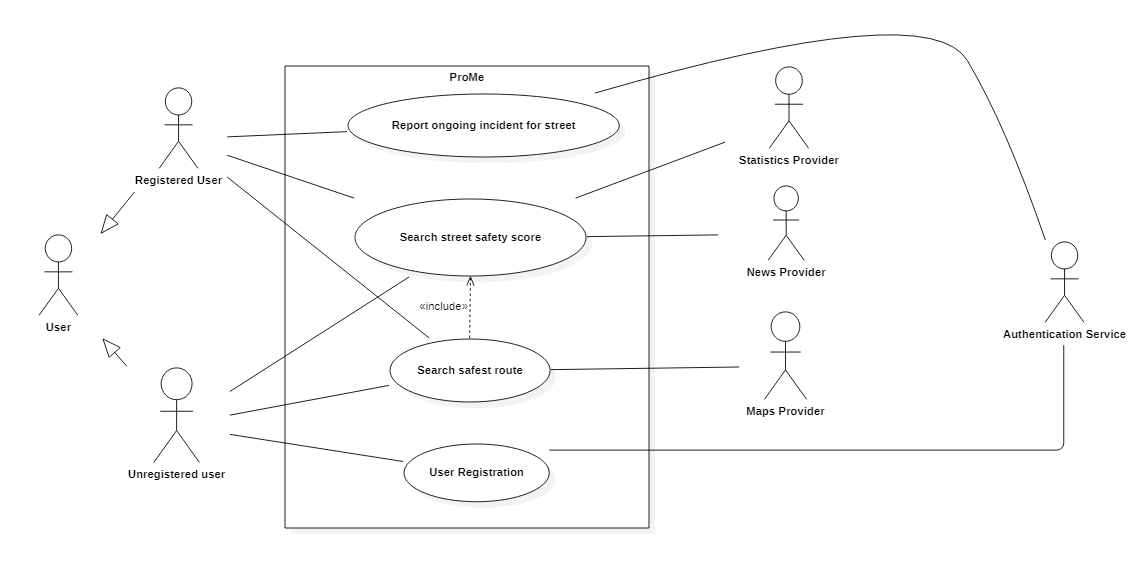 ProMe
Report ongoing incident for street
Statistics Provider
Registered User
Search street safety score
News Provider
«include»
User
Authentication Service
Search safest route
Maps Provider
Unregistered user
User Registration